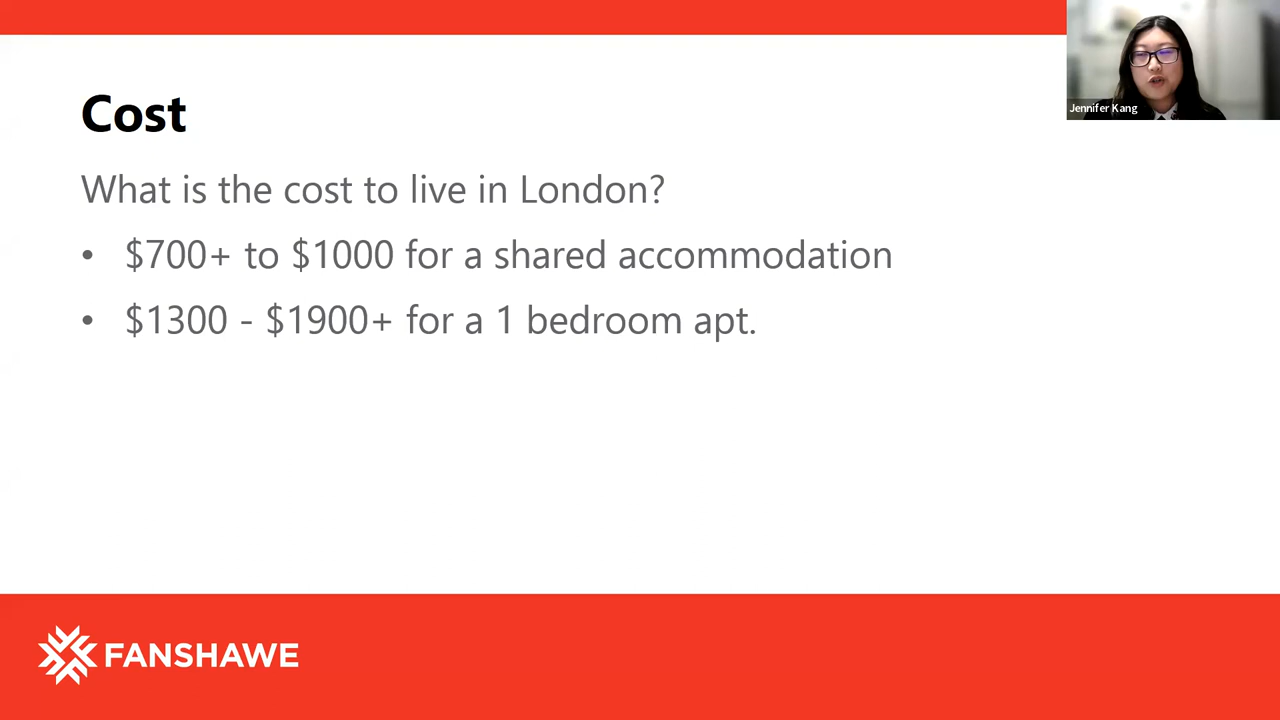 Jennifer Kang
Cost
What is the cost to live in London?
• $700+ to $1000 for a shared accommodation
• $1300 - $1900+ for a 1 bedroom apt.
FANSHAWE